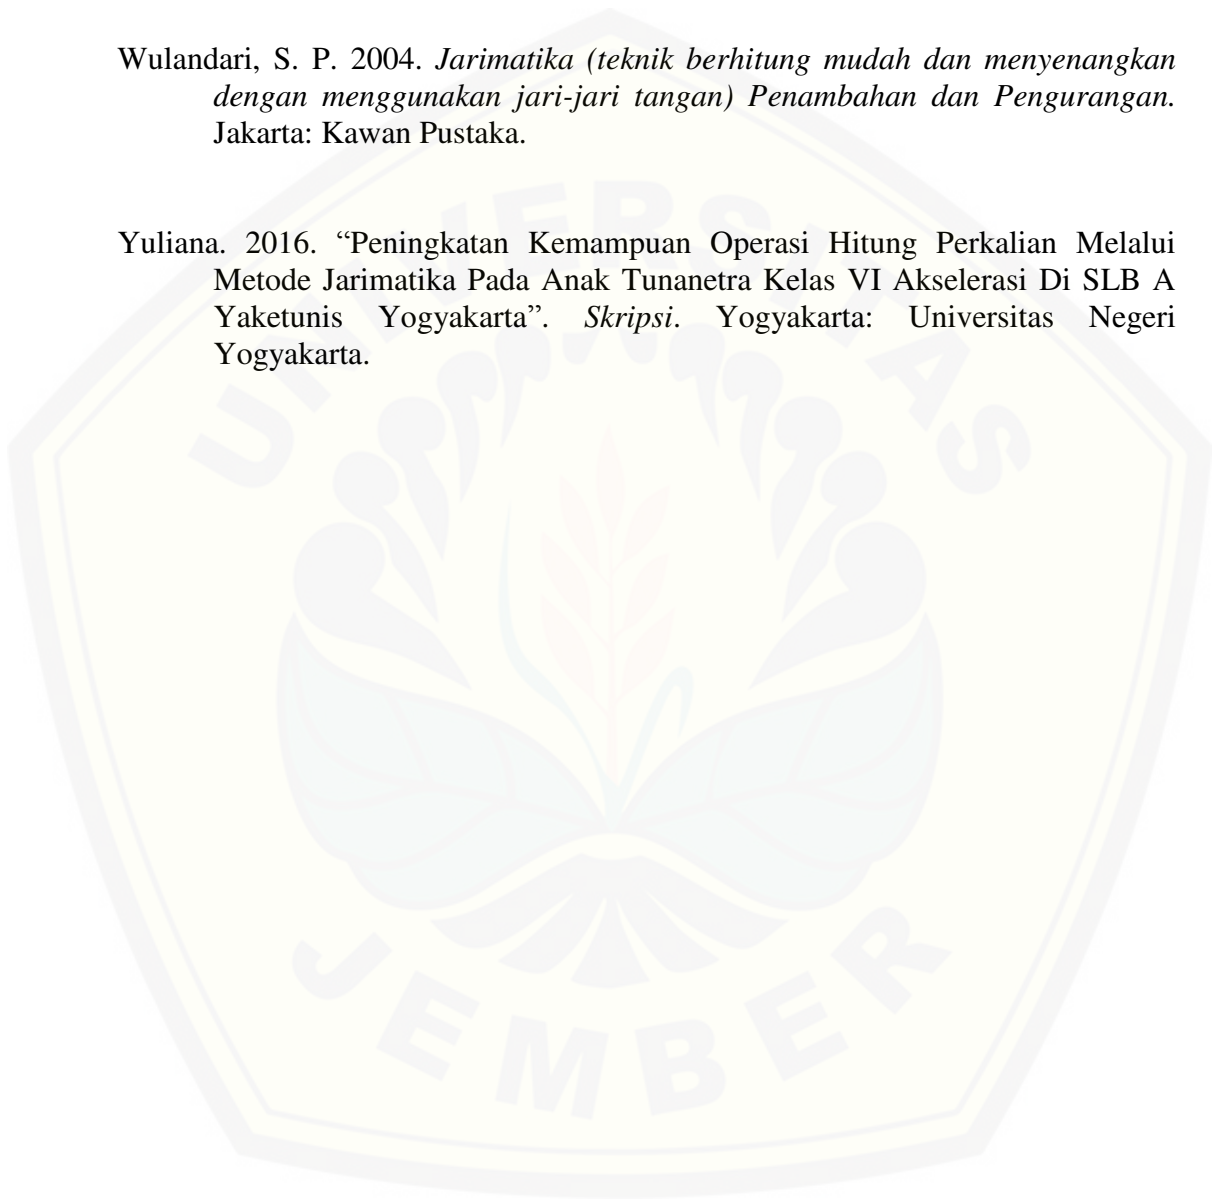 Wulandari, S. P. 2004. Jarimatika (teknik berhitung mudah dan menyenangkan
dengan menggunakan jari-jari tangan) Penambahan dan Pengurangan.
Jakarta: Kawan Pustaka.
Yuliana. 2016. “Peningkatan Kemampuan Operasi Hitung Perkalian Melalui
Metode Jarimatika Pada Anak Tunanetra Kelas VI Akselerasi Di SLB A
Yaketunis Yogyakarta”. Skripsi. Yogyakarta: Universitas Negeri
Yogyakarta.
UNIVERSITAS
JEMBER